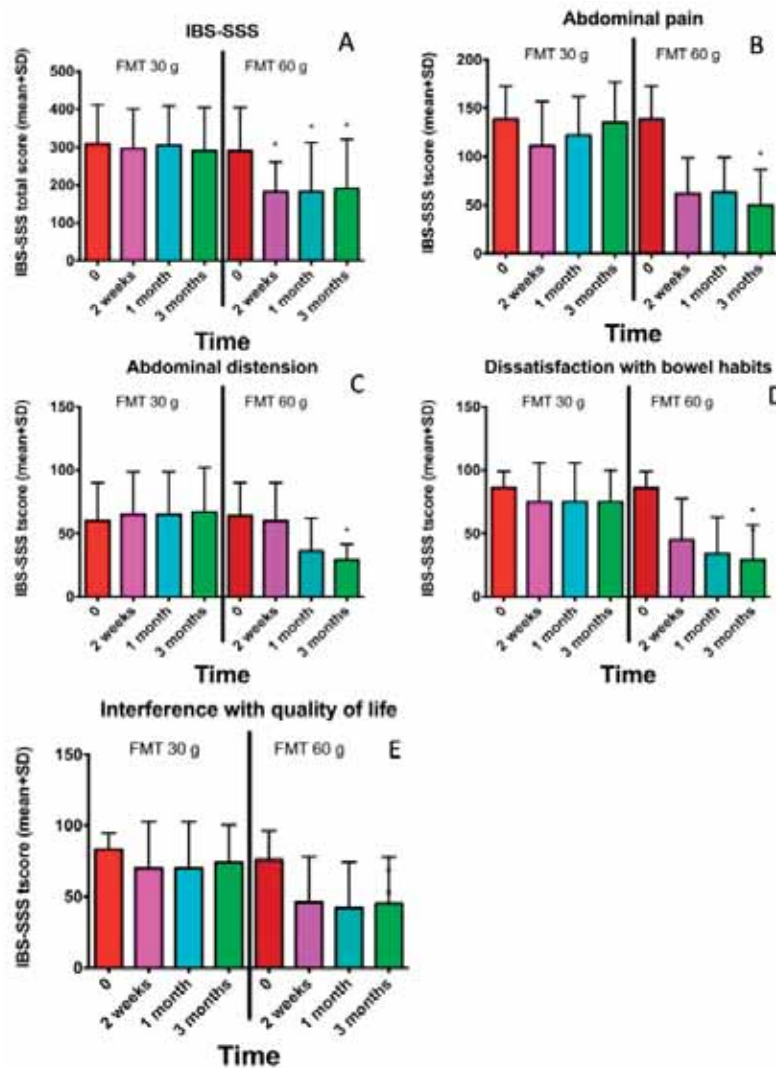 IBS-SSS
A
FMT 30 g
FMT 60 g
IBS-SSS total score (mean+SD)
500
400
300
200
100
0
*
*
*
0
2 weeks
1 month
3 months
0
2 weeks
1 month
3 months
Time
Abdominal pain
B
FMT 30 g
FMT 60 g
IBS-SSS tscore (mean+SD)
200
150
100
50
0
*
0
2 weeks
1 month
3 months
0
2 weeks
1 month
3 moths
Time
Abdominal distension
C
FMT 30 g
FMT 60 g
IBS-SSS tscore (mean+SD)
150
100
50
0
*
0
2 weeks
1 month
3 months
0
2 weeks
1 month
3 months
Time
Dissatisfaction with bowel habits
D
FMT 30 g
FMT 60 g
IBS-SSS tscore (mean+SD)
150
100
50
0
*
0
2 weeks
1 month
3 months
0
2 weeks
1 month
3 months
Time
Interference with quality of life
E
FMT 30 g
FMT 60 g
IBS-SSS tscore (mean+SD)
150
100
50
0
0
2 weeks
1 month
3 months
0
2 weeks
1 month
3 months
Time